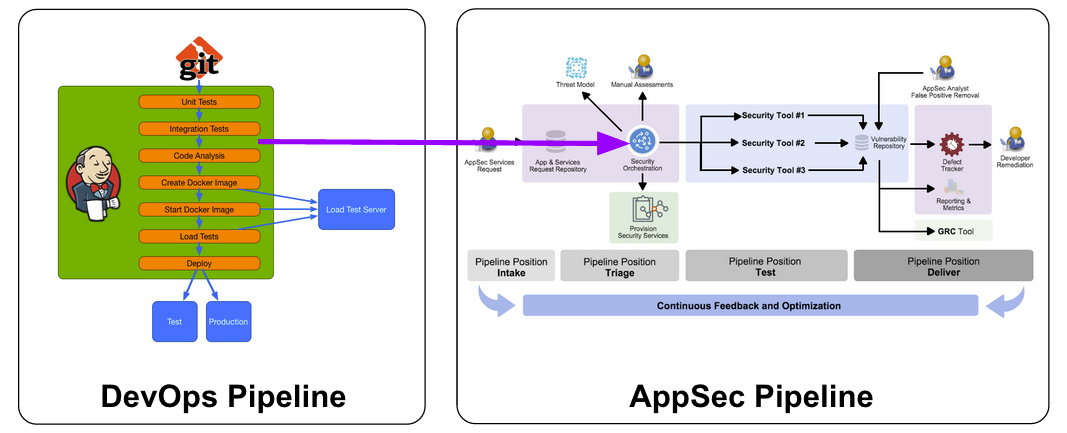 git
Unit Tests
Integration Tests
Code Analysis
Create Docker Image
Start Docker Image
Load Tests
Deploy
Load Test Server
Test
Production
DevOps Pipeline
Threat Model
Manual Assessments
AppSec Analyst
False Positive Removal
AppSec Services
Request
App & Services
Request Repository
Security
Orchestration
Security Tool #1
Security Tool #2
Security Tool #3
Vulnerability
Repository
Defect
Tracker
Developer
Remediation
Reporting &
Metrics
GRC Tool
Provision
Security Services
Pipeline Position
Intake
Pipeline Position
Triage
Pipeline Position
Test
Pipeline Position
Deliver
Continuous Feedback and Optimization
AppSec Pipeline